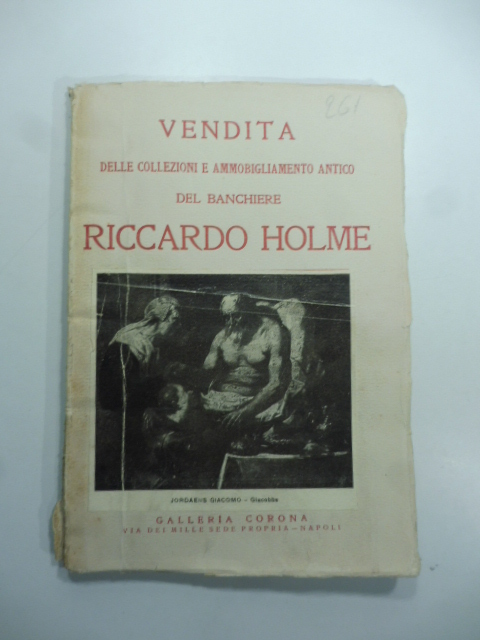 261
VENDITA
DELLE COLLEZIONI E AMMOBIGLIAMENTO ANTICO
DEL BANCHIERE
RICCARDO HOLME
JORDAENS GIACOMO – Giacobbe
GALLERIA CORONA
VIA DEI MILLE SEDE PROPRIA – NAPOLI